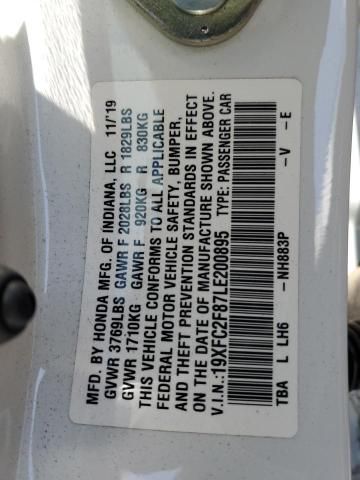 MFD. BY HONDA MFG. OF INDIANA, LLC 11/'19
GVWR 3769LBS GAWR F 2028LBS R 1829LBS
GVWR 1710KG GAWR F 920KG R 830KG
THIS VEHICLE CONFORMS TO ALL APPLICABLE
FEDERAL MOTOR VEHICLE SAFETY, BUMPER,
AND THEFT PREVENTION STANDARDS IN EFFECT
ON THE DATE OF MANUFACTURE SHOWN ABOVE.
V.I.N.: 19XFC2F87LE200895 TYPE: PASSENGER CAR
TBA L LH6 -NH883P -V -E